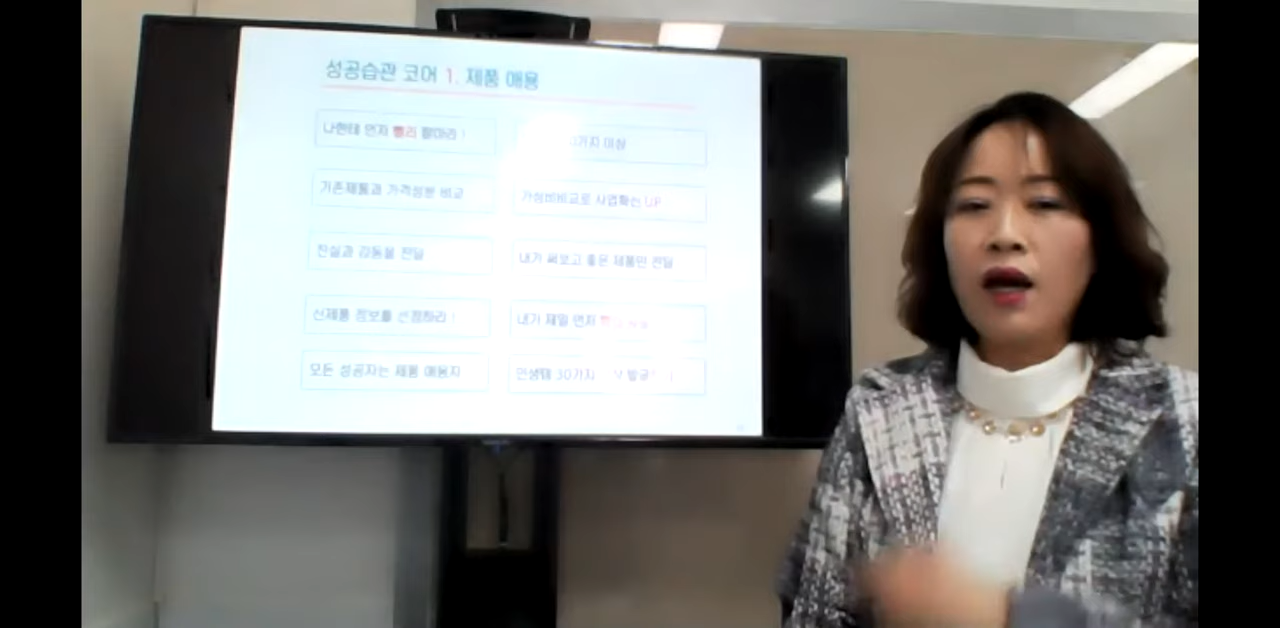 성공습관 코어 1. 제품 애용
나한테 먼저 빨리 팔아라 !
가지 이상
기존제품과 가격성분 비교
가성비비교로 사업확신 UP
진실과 감동을 전달
내가 써보고 좋은 제품만 전달
신제품 정보를 선점하라 !
내가 제일 먼저
모든 성공자는 제품 애용자
인생템 30가지